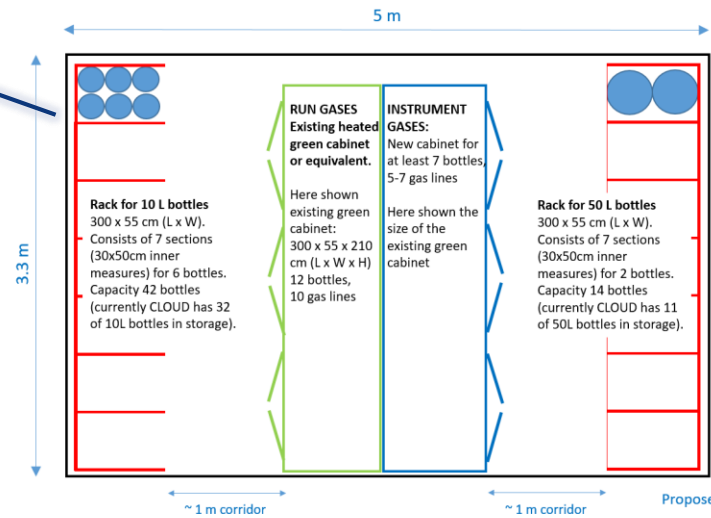 5 m
3.3 m
RUN GASES
Existing heated
green cabinet
or equivalent.
Here shown
existing green
cabinet:
300 x 55 x 210
cm (L x W x H)
12 bottles,
10 gas lines
INSTRUMENT
GASES:
New cabinet for
at least 7 bottles,
5-7 gas lines
Here shown the
size of the
existing green
cabinet
Rack for 10 L bottles
300 x 55 cm (L x W).
Consists of 7 sections
(30x50cm inner
measures) for 6 bottles.
Capacity 42 bottles
(currently CLOUD has 32
of 10L bottles in storage).
Rack for 50 L bottles
300 x 55 cm (L x W).
Consists of 7 sections
(30x50cm inner
measures) for 2 bottles.
Capacity 14 bottles
(currently CLOUD has 11
of 50L bottles in storage).
~ 1 m corridor
~ 1 m corridor
Propose